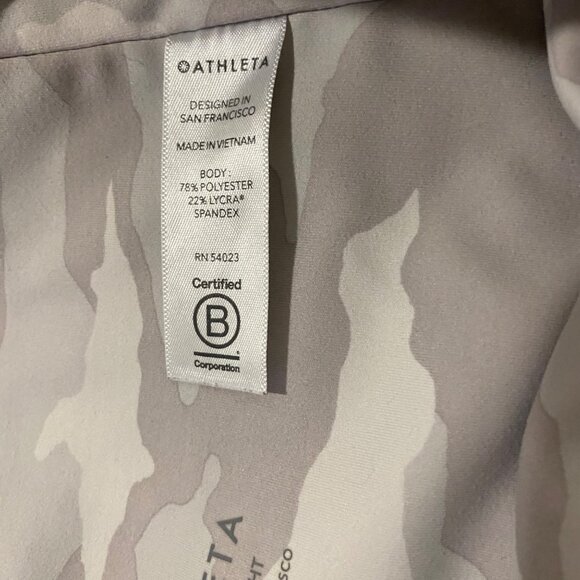 ATHLETA
DESIGNED IN
SAN FRANCISCO
MADE IN VIETNAM
BODY:
78% POLYESTER
22% LYCRA®
SPANDEX
RN 54023
Certified
B
Corporation
ETA
HT
SCO